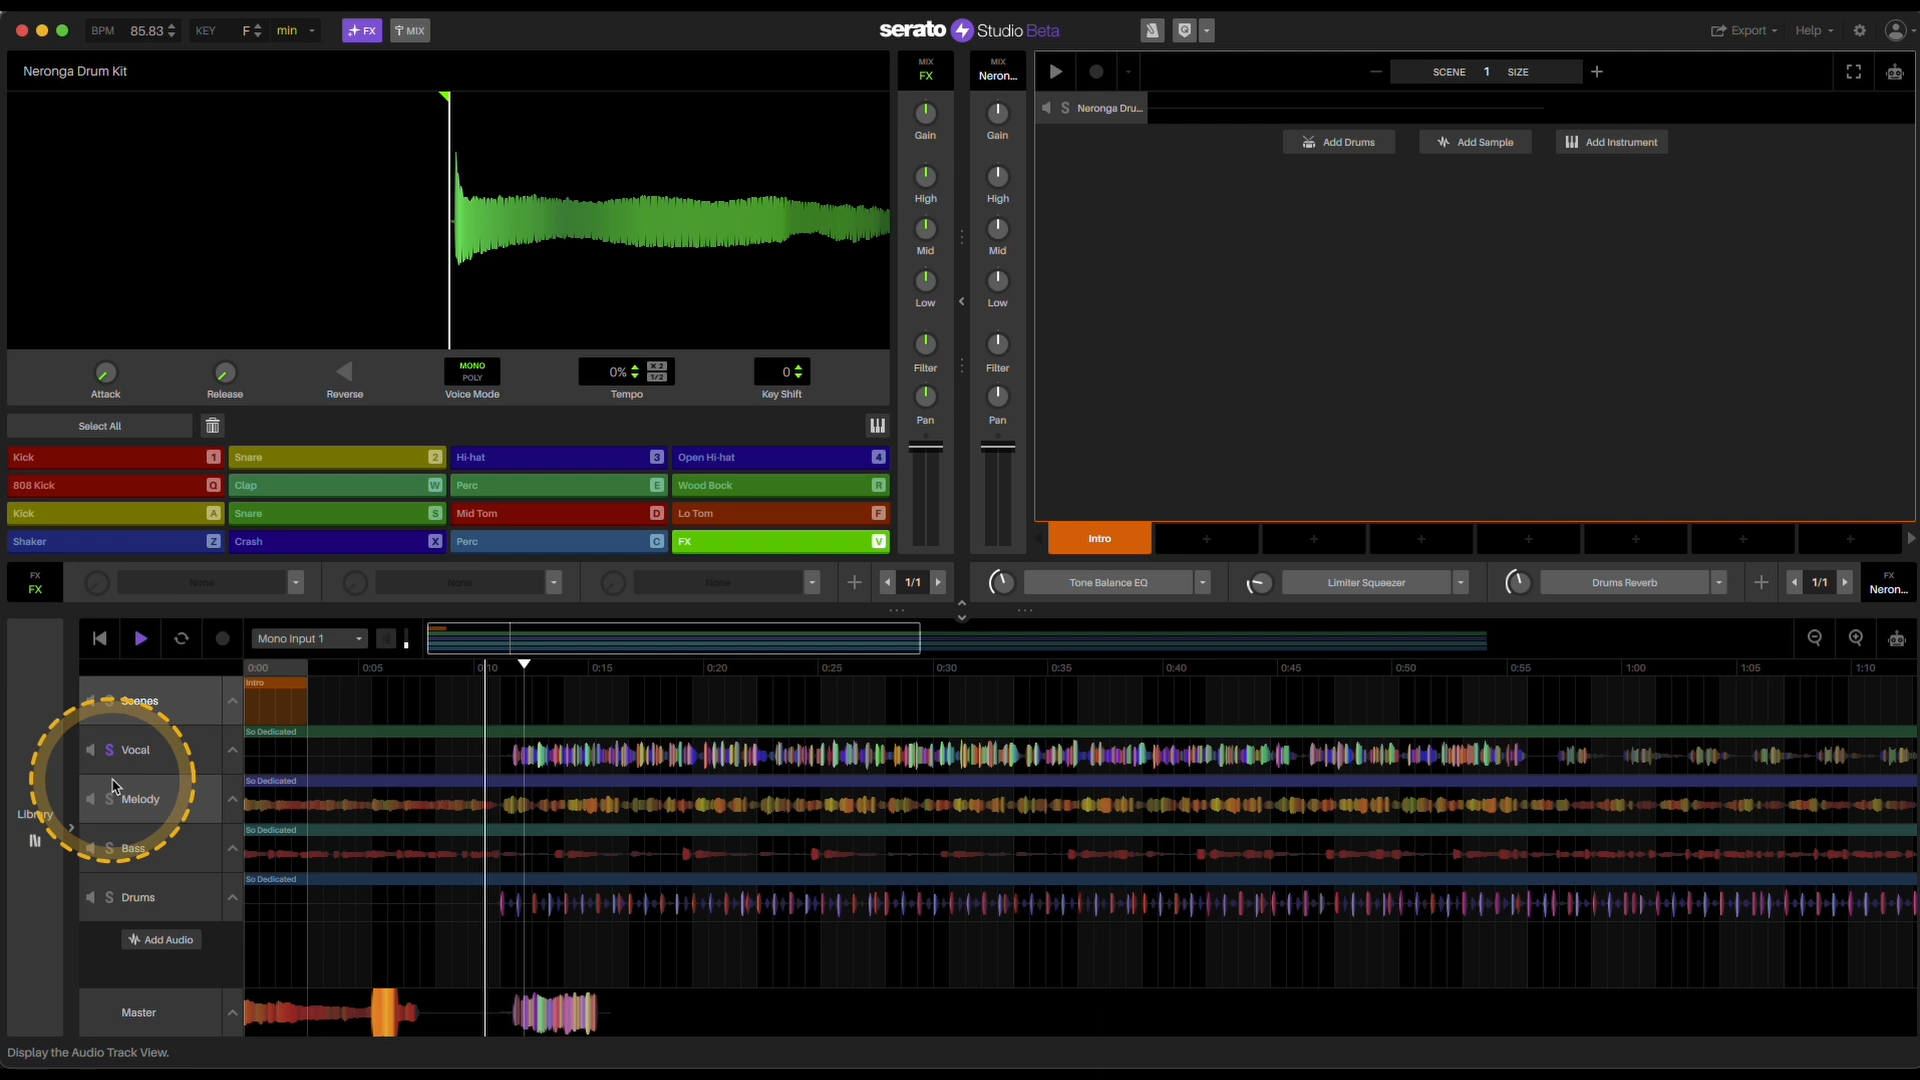 BPM 85.83 KEY F min FX MIX serato Studio Beta Export Help
Neronga Drum Kit
MIX
FX
MIX
Neron...
SCENE 1 SIZE
Neronga Dru...
Add Drums Add Sample Add Instrument
Gain Gain
High High
Mid Mid
Low Low
Filter Filter
Pan Pan
MONO
POLY
0% X 2
1/2
0
Attack Release Reverse Voice Mode Tempo Key Shift
Select All
Kick 1 Snare 2 Hi-hat 3 Open Hi-hat 4
808 Kick Q Clap W Perc E Wood Bock R
Kick A Snare S Mid Tom D Lo Tom F
Shaker Z Crash X Perc C FX V
Intro
FX
FX
None None None 1/1
Tone Balance EQ Limiter Squeezer Drums Reverb 1/1
FX
Neron...
Mono Input 1
0:00 0:05 0:10 0:15 0:20 0:25 0:30 0:35 0:40 0:45 0:50 0:55 1:00 1:05 1:10
S Scenes
Intro
So Dedicated
S Vocal
So Dedicated
S Melody
Library
So Dedicated
S Bass
So Dedicated
S Drums
Add Audio
Master
Display the Audio Track View.